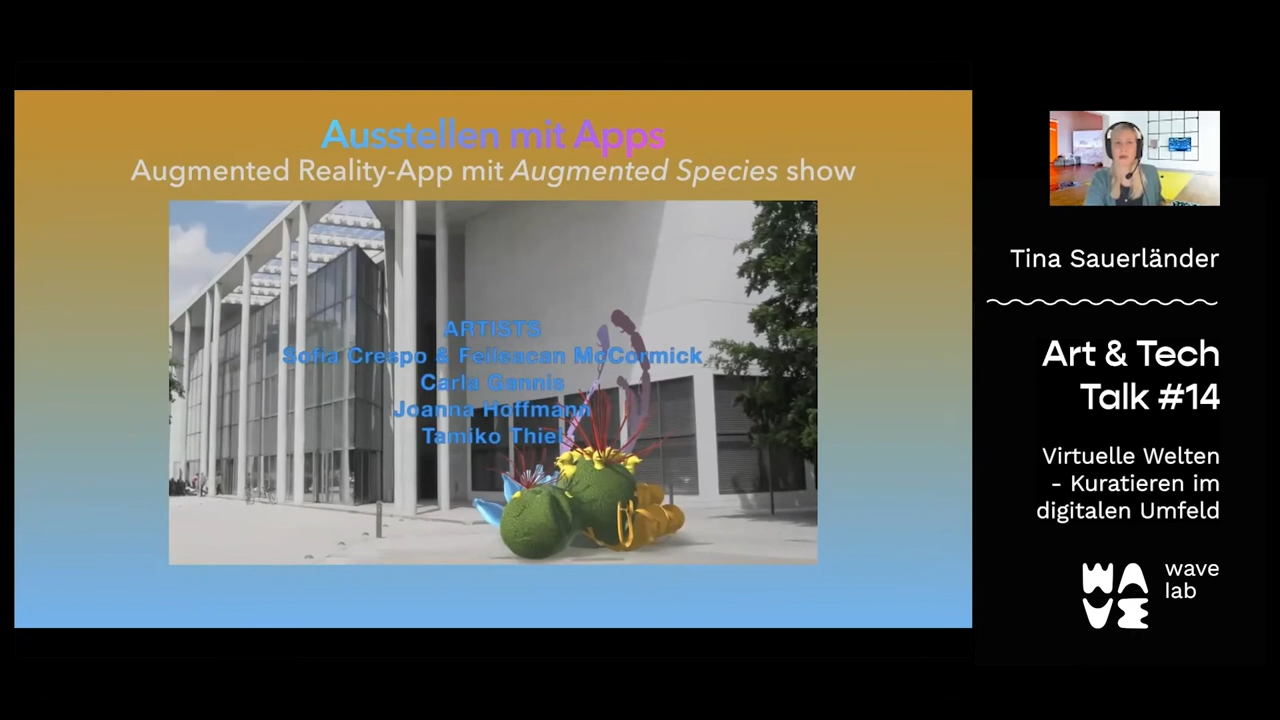 Ausstellen mit Apps
Augmented Reality-App mit Augmented Species show
ARTISTS
Sofia Crespo & Feileacan McCormick
Carla Gannis
Joanna Hoffmann
Tamiko Thiel
Tina Sauerländer
Art & Tech
Talk #14
Virtuelle Welten
- Kuratieren im
digitalen Umfeld
WAVE
wave
lab